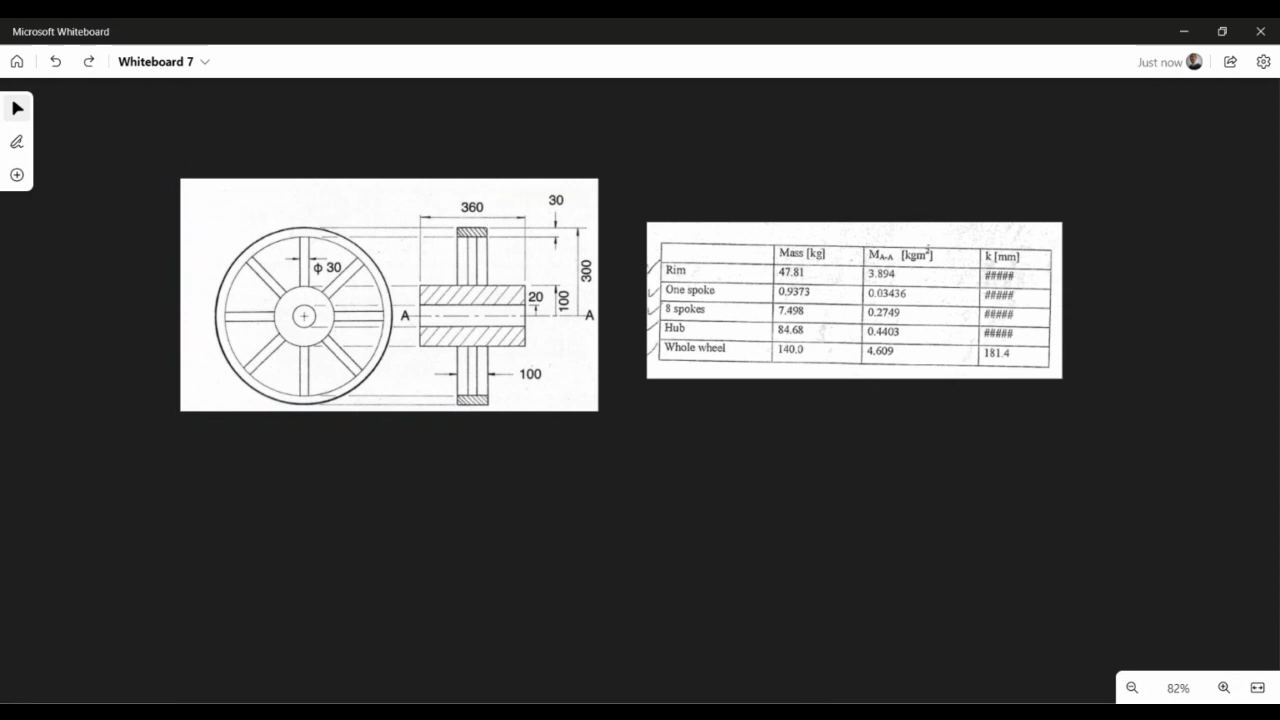 Microsoft Whiteboard
Whiteboard 7
Just now
360
30
ϕ 30
300
20
100
A
A
100
Mass [kg] M_A-A [kgm²] k [mm]
Rim 47.81 3.894 #####
One spoke 0.9373 0.03436 #####
8 spokes 7.498 0.2749 #####
Hub 84.68 0.4403 #####
Whole wheel 140.0 4.609 181.4
82%